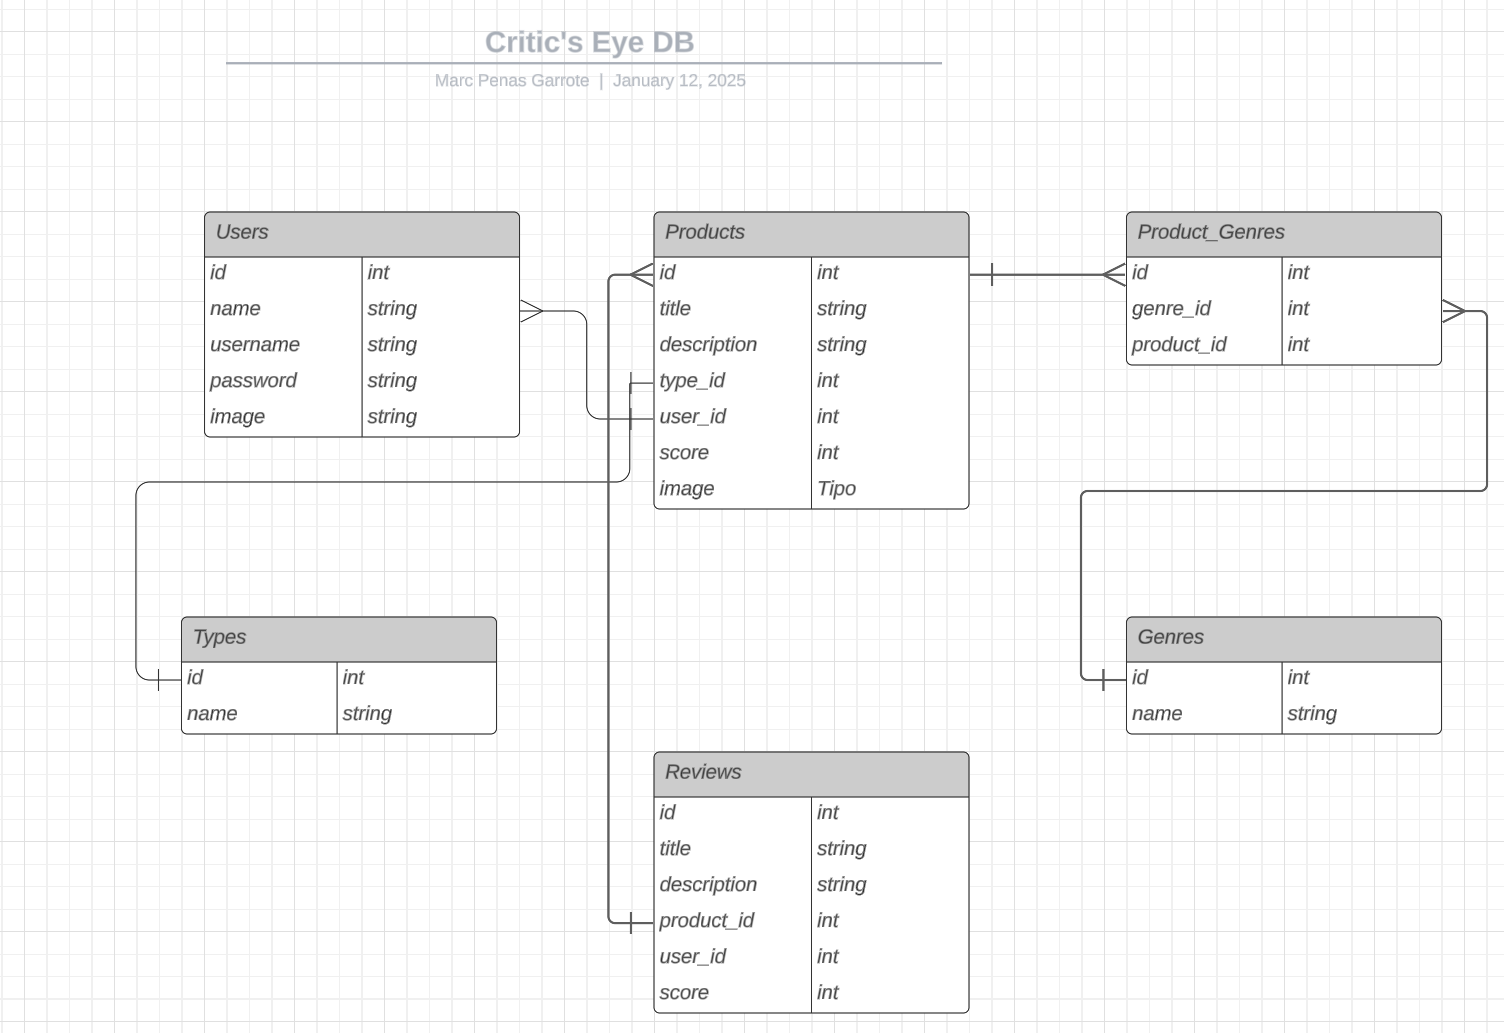 Critic's Eye DB
Marc Penas Garrote | January 12, 2025
Users
id int
name string
username string
password string
image string
Products
id int
title string
description string
type_id int
user_id int
score int
image Tipo
Product_Genres
id int
genre_id int
product_id int
Types
id int
name string
Genres
id int
name string
Reviews
id int
title string
description string
product_id int
user_id int
score int